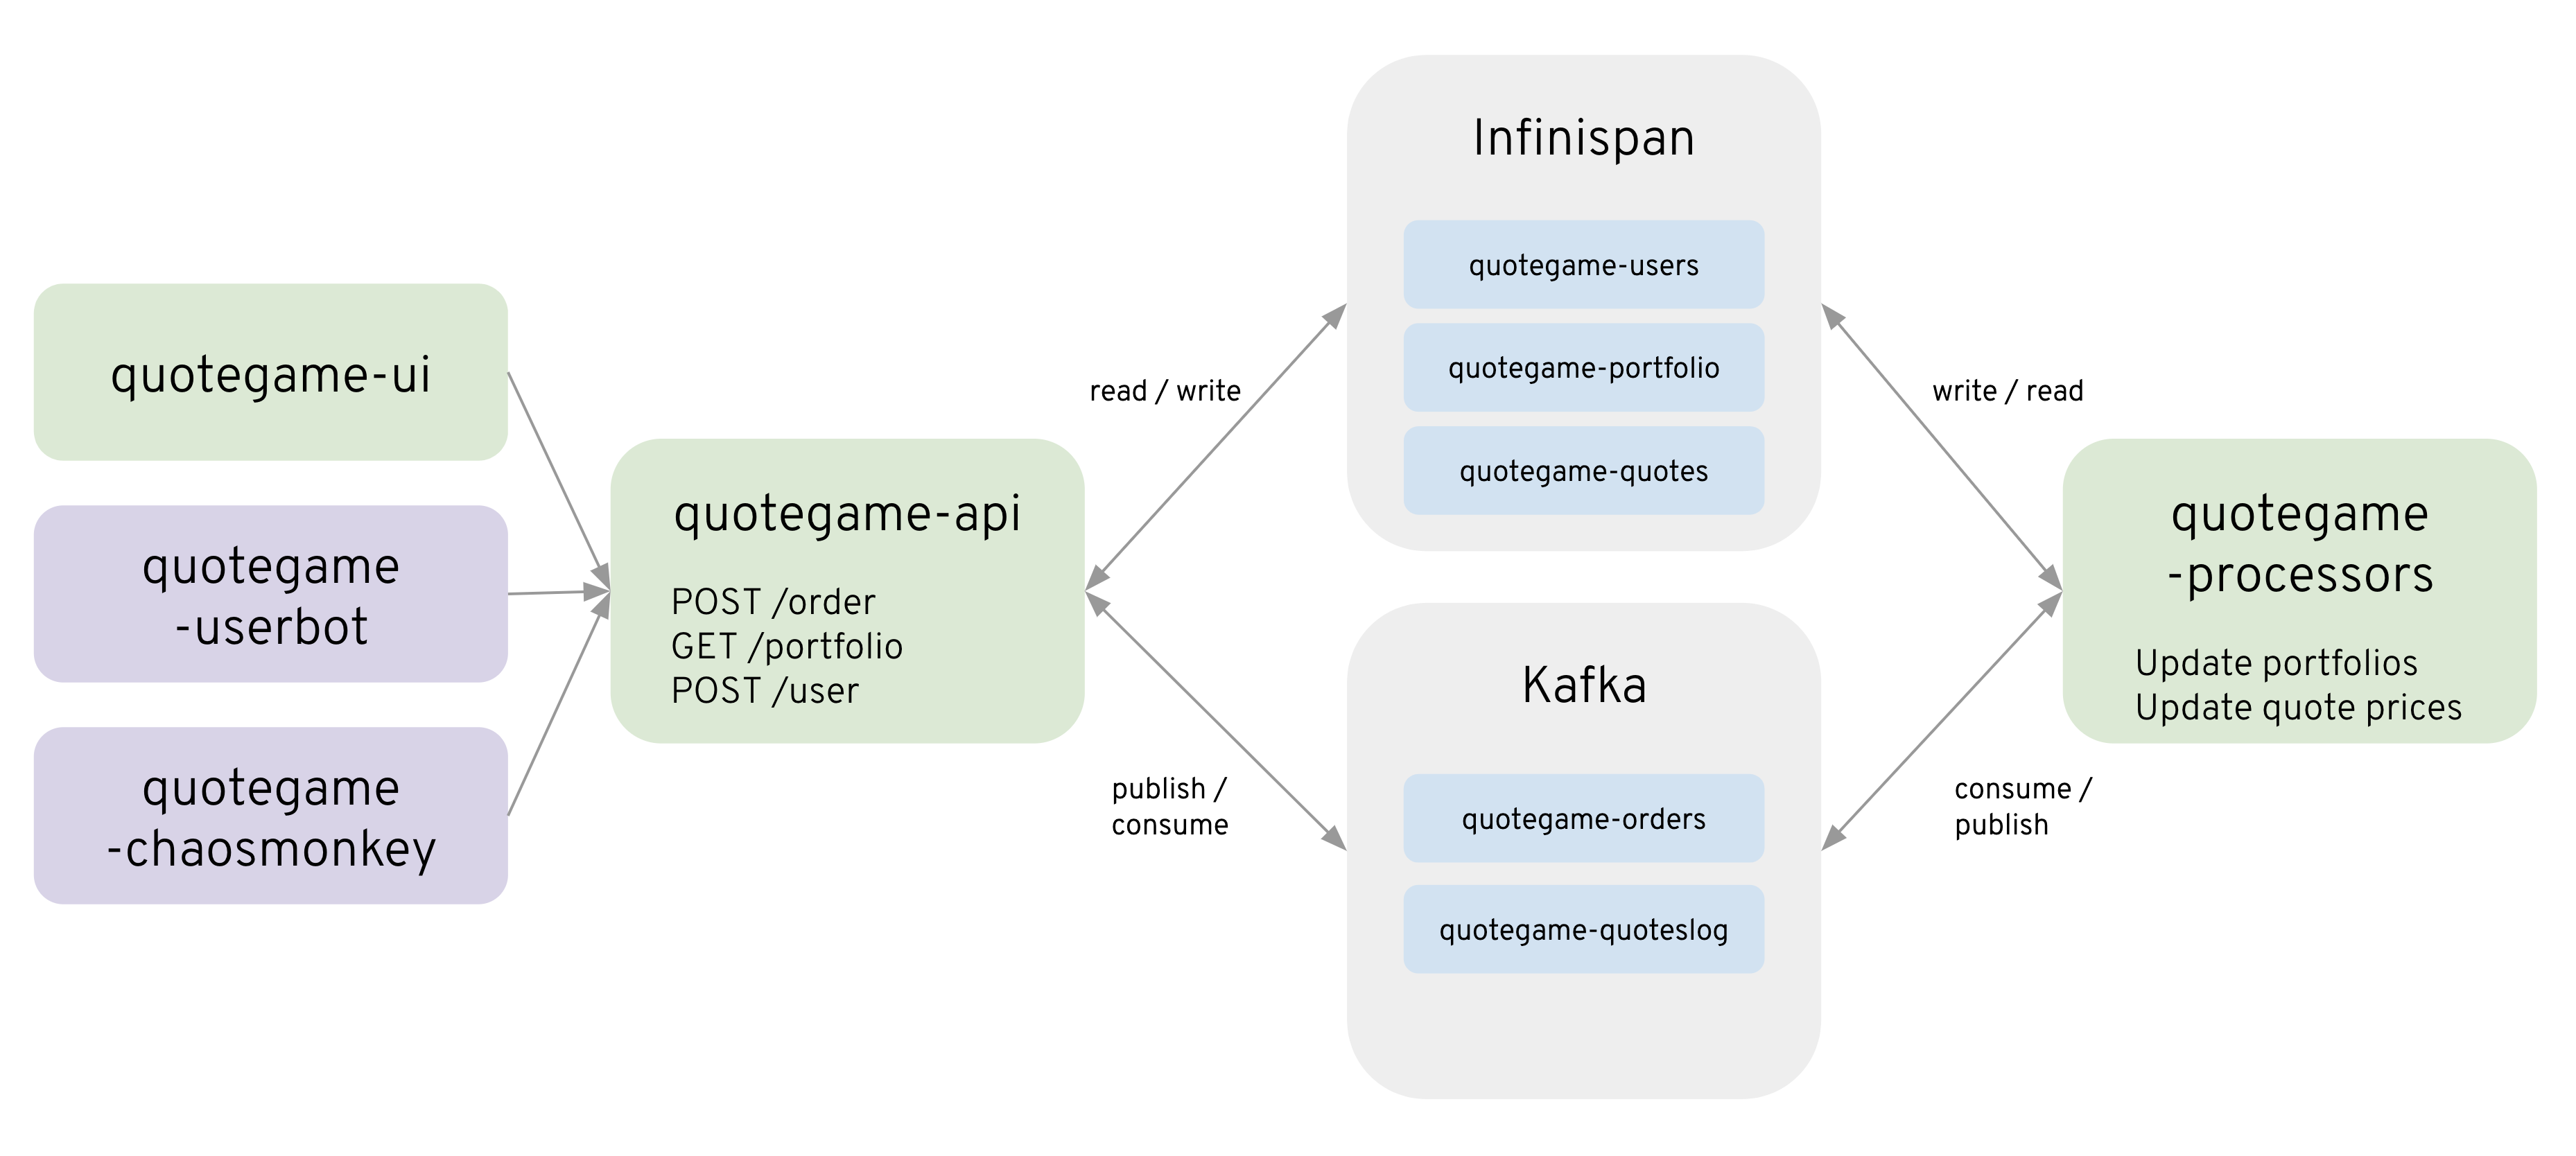 quotegame-ui
quotegame
-userbot
quotegame
-chaosmonkey
quotegame-api
POST /order
GET /portfolio
POST /user
read / write
publish /
consume
Infinispan
quotegame-users
quotegame-portfolio
quotegame-quotes
Kafka
quotegame-orders
quotegame-quoteslog
write / read
consume /
publish
quotegame
-processors
Update portfolios
Update quote prices